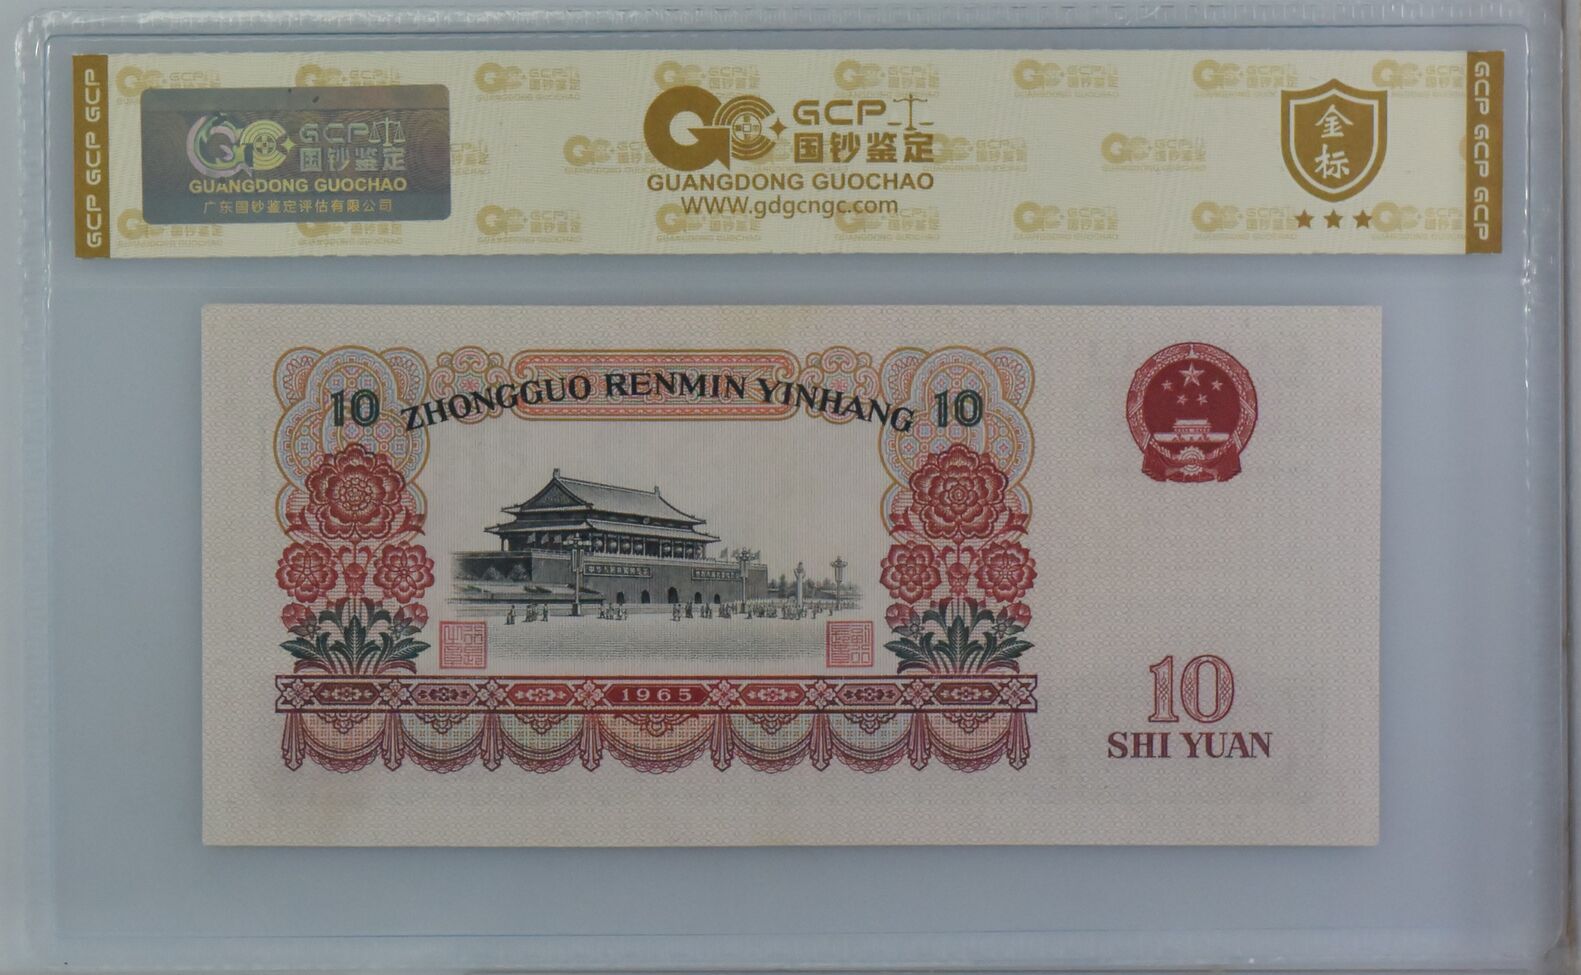 GCP GCP GCP
GCP
国钞鉴定
GUANGDONG GUOCHAO
广东国钞鉴定评估有限公司
GCP
国钞鉴定
GUANGDONG GUOCHAO
WWW.gdgcngc.com
金标
GCP GCP GCP
10 ZHONGGUO RENMIN YINHANG 10
1965
10
SHI YUAN